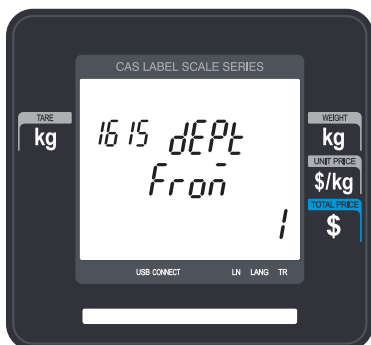 CAS LABEL SCALE SERIES
TARE
kg
1615 dEPt
From
1
WEIGHT
kg
UNIT PRICE
$/kg
TOTAL PRICE
$
USB CONNECT LN LANG TR